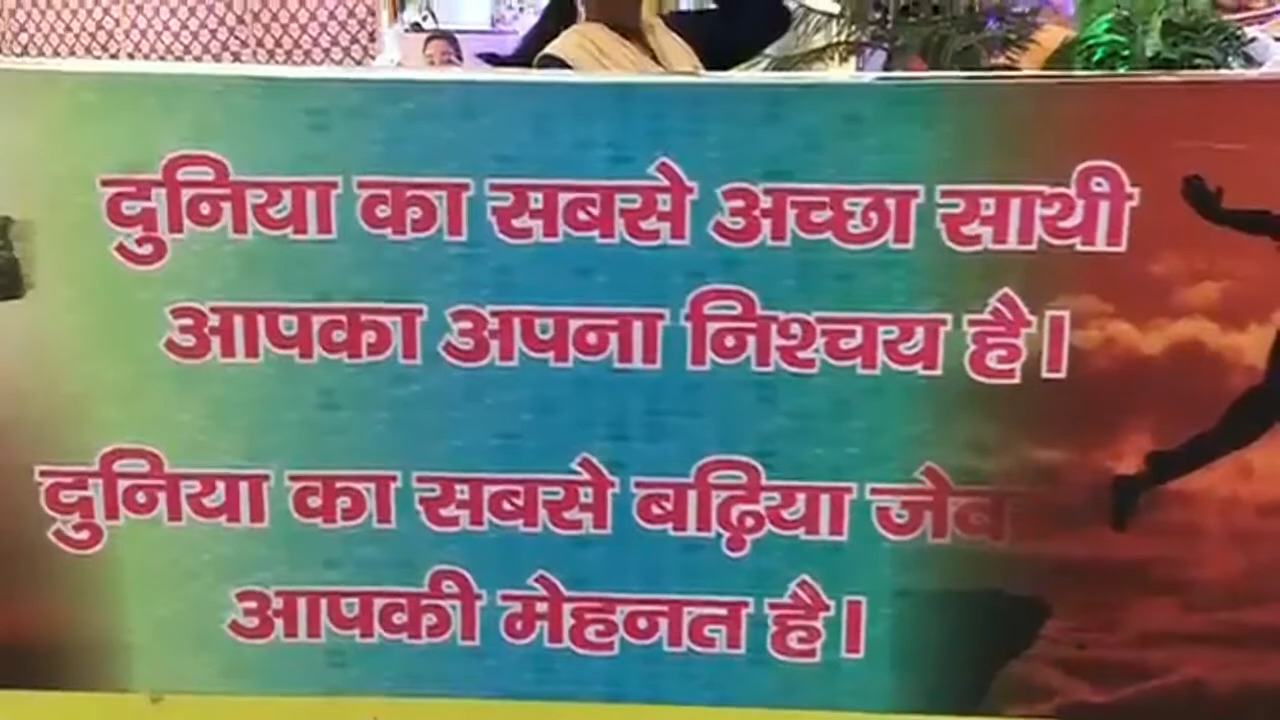 दुनिया का सबसे अच्छा साथी
आपका अपना निश्चय है।
दुनिया का सबसे बढ़िया
आपकी मेहनत है।